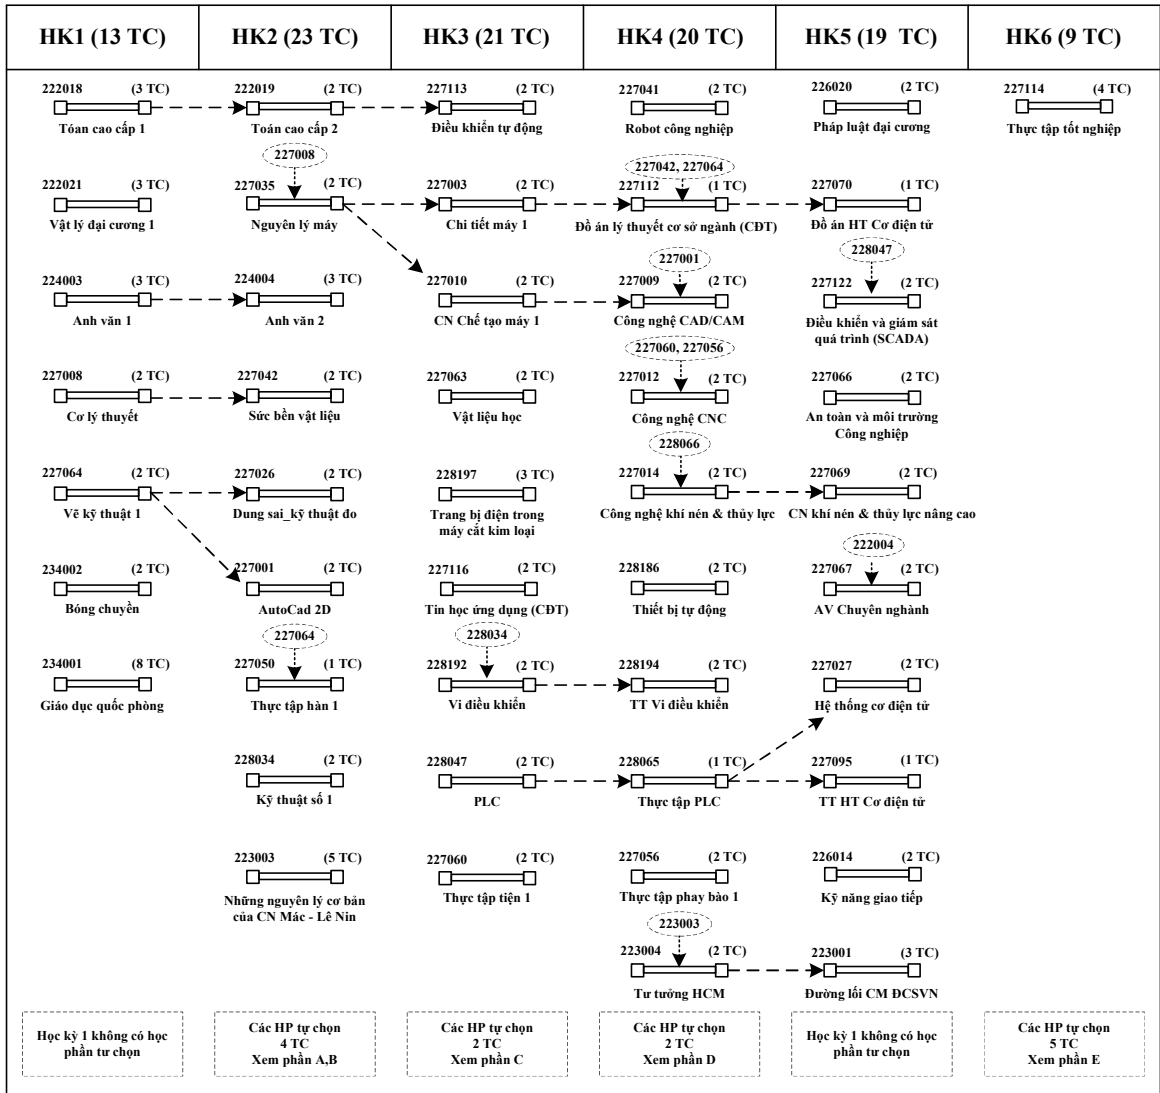 HK1 (13 TC)
HK2 (23 TC)
HK3 (21 TC)
HK4 (20 TC)
HK5 (19 TC)
HK6 (9 TC)
222018 (3 TC)
Tóan cao cấp 1
222019 (2 TC)
Toán cao cấp 2
227113 (2 TC)
Điều khiển tự động
227041 (2 TC)
Robot công nghiệp
226020 (2 TC)
Pháp luật đại cương
227114 (4 TC)
Thực tập tốt nghiệp
222021 (3 TC)
Vật lý đại cương 1
227008
227035 (2 TC)
Nguyên lý máy
227003 (2 TC)
Chi tiết máy 1
227042, 227064
227112 (1 TC)
Đồ án lý thuyết cơ sở ngành (CĐT)
227070 (1 TC)
Đồ án HT Cơ điện tử
224003 (3 TC)
Anh văn 1
224004 (3 TC)
Anh văn 2
227010 (2 TC)
CN Chế tạo máy 1
227001
227009 (2 TC)
Công nghệ CAD/CAM
228047
227122 (2 TC)
Điều khiển và giám sát
quá trình (SCADA)
227008 (2 TC)
Cơ lý thuyết
227042 (2 TC)
Sức bền vật liệu
227063 (2 TC)
Vật liệu học
227060, 227056
227012 (2 TC)
Công nghệ CNC
227066 (2 TC)
An toàn và môi trường
Công nghiệp
227064 (2 TC)
Vẽ kỹ thuật 1
227026 (2 TC)
Dung sai_kỹ thuật đo
228197 (3 TC)
Trang bị điện trong
máy cắt kim loại
228066
227014 (2 TC)
Công nghệ khí nén & thủy lực
227069 (2 TC)
CN khí nén & thủy lực nâng cao
234002 (2 TC)
Bóng chuyền
227001 (2 TC)
AutoCad 2D
227116 (2 TC)
Tin học ứng dụng (CĐT)
228186 (2 TC)
Thiết bị tự động
222004
227067 (2 TC)
AV Chuyên nghành
234001 (8 TC)
Giáo dục quốc phòng
227064
227050 (1 TC)
Thực tập hàn 1
228034
228192 (2 TC)
Vi điều khiển
228194 (2 TC)
TT Vi điều khiển
227027 (2 TC)
Hệ thống cơ điện tử
228034 (2 TC)
Kỹ thuật số 1
228047 (2 TC)
PLC
228065 (1 TC)
Thực tập PLC
227095 (1 TC)
TT HT Cơ điện tử
223003 (5 TC)
Những nguyên lý cơ bản
của CN Mác - Lê Nin
227060 (2 TC)
Thực tập tiện 1
227056 (2 TC)
Thực tập phay bào 1
226014 (2 TC)
Kỹ năng giao tiếp
223003
223004 (2 TC)
Tư tưởng HCM
223001 (3 TC)
Đường lối CM ĐCSVN
Học kỳ 1 không có học
phần tư chọn
Các HP tự chọn
4 TC
Xem phần A,B
Các HP tự chọn
2 TC
Xem phần C
Các HP tự chọn
2 TC
Xem phần D
Học kỳ 1 không có học
phần tư chọn
Các HP tự chọn
5 TC
Xem phần E